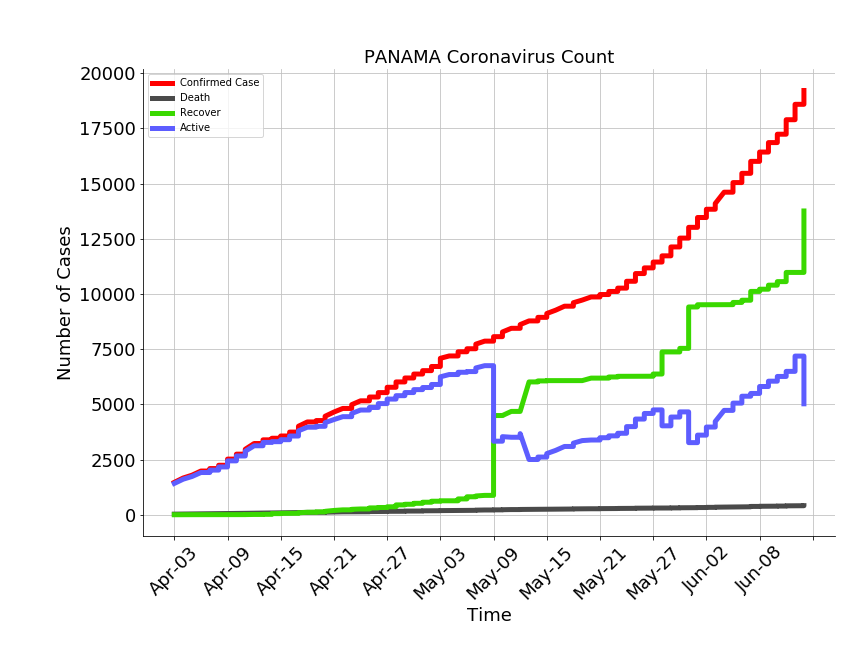 PANAMA Coronavirus Count
Confirmed Case
Death
Recover
Active
Number of Cases
20000
17500
15000
12500
10000
7500
5000
2500
0
Apr-03
Apr-09
Apr-15
Apr-21
Apr-27
May-03
May-09
May-15
May-21
May-27
Jun-02
Jun-08
Time